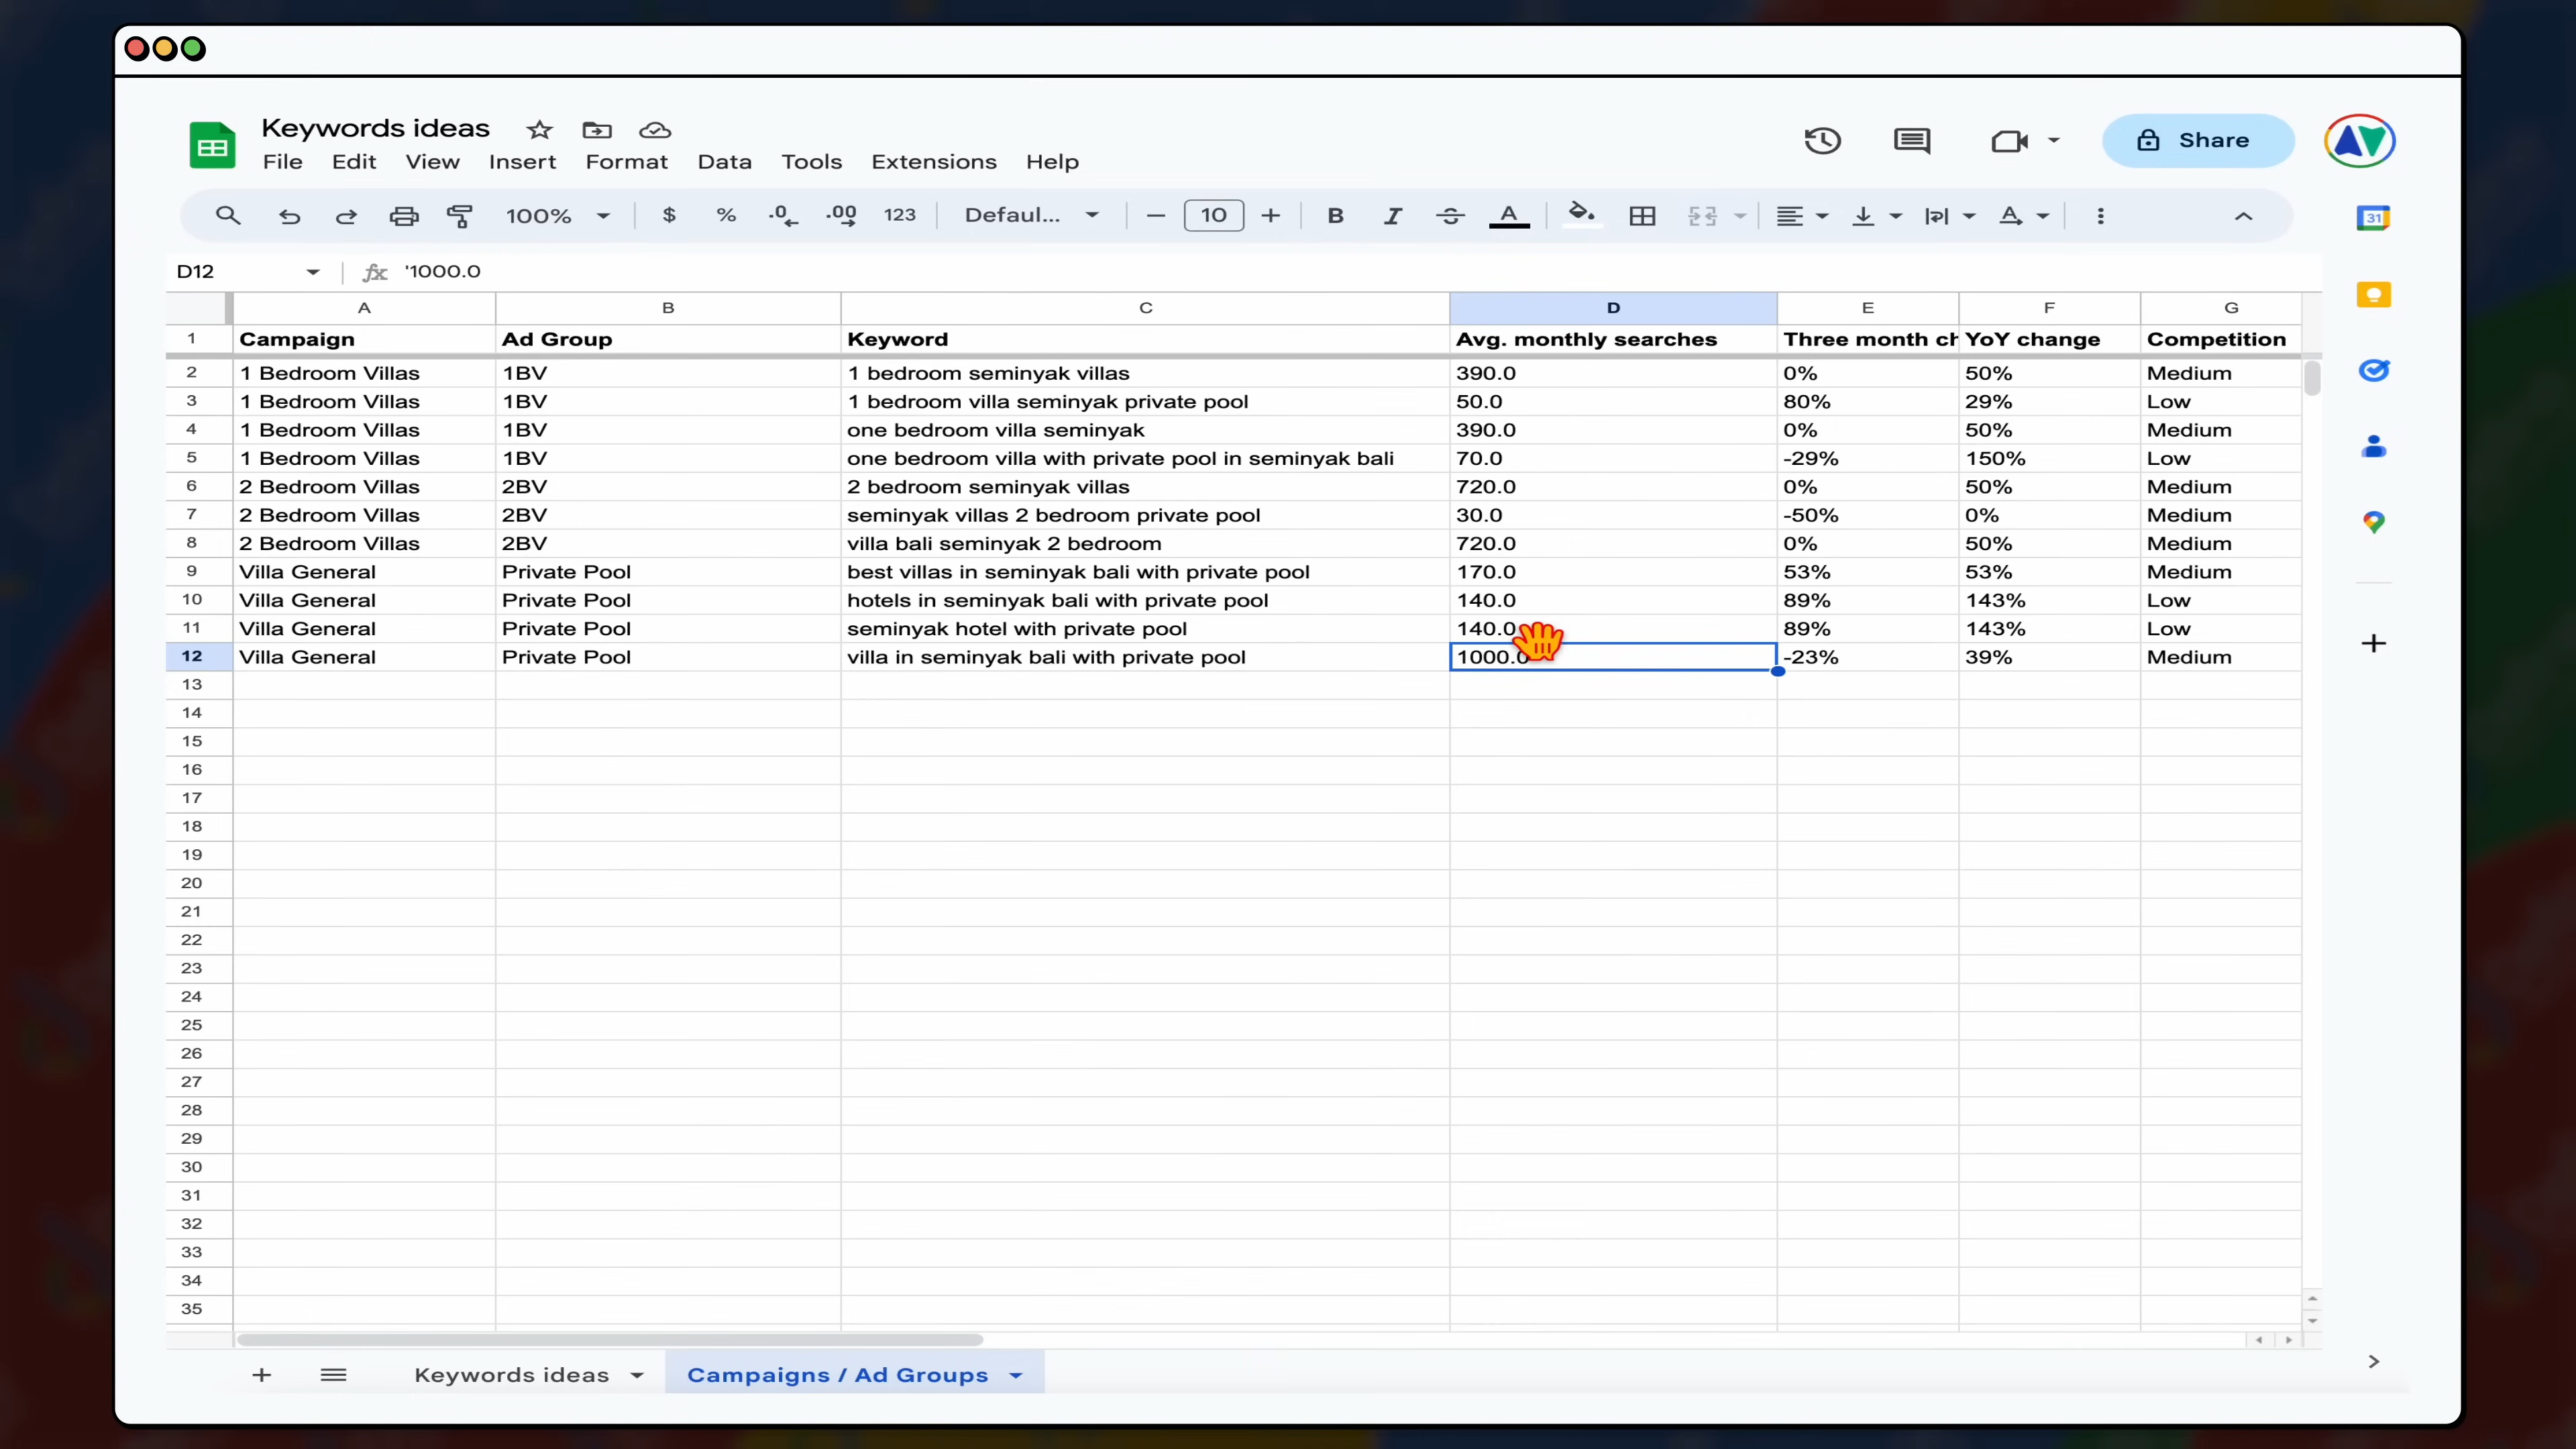 Keywords ideas
File Edit View Insert Format Data Tools Extensions Help
Share
100% $ % .0 .00 123 Defaul... 10 B I S A
31
D12 fx '1000.0
A B C D E F G
1 Campaign Ad Group Keyword Avg. monthly searches Three month ch YoY change Competition
2 1 Bedroom Villas 1BV 1 bedroom seminyak villas 390.0 0% 50% Medium
3 1 Bedroom Villas 1BV 1 bedroom villa seminyak private pool 50.0 80% 29% Low
4 1 Bedroom Villas 1BV one bedroom villa seminyak 390.0 0% 50% Medium
5 1 Bedroom Villas 1BV one bedroom villa with private pool in seminyak bali 70.0 -29% 150% Low
6 2 Bedroom Villas 2BV 2 bedroom seminyak villas 720.0 0% 50% Medium
7 2 Bedroom Villas 2BV seminyak villas 2 bedroom private pool 30.0 -50% 0% Medium
8 2 Bedroom Villas 2BV villa bali seminyak 2 bedroom 720.0 0% 50% Medium
9 Villa General Private Pool best villas in seminyak bali with private pool 170.0 53% 53% Medium
10 Villa General Private Pool hotels in seminyak bali with private pool 140.0 89% 143% Low
11 Villa General Private Pool seminyak hotel with private pool 140.0 89% 143% Low
12 Villa General Private Pool villa in seminyak bali with private pool 1000.0 -23% 39% Medium
13
14
15
16
17
18
19
20
21
22
23
24
25
26
27
28
29
30
31
32
33
34
35
Keywords ideas Campaigns / Ad Groups